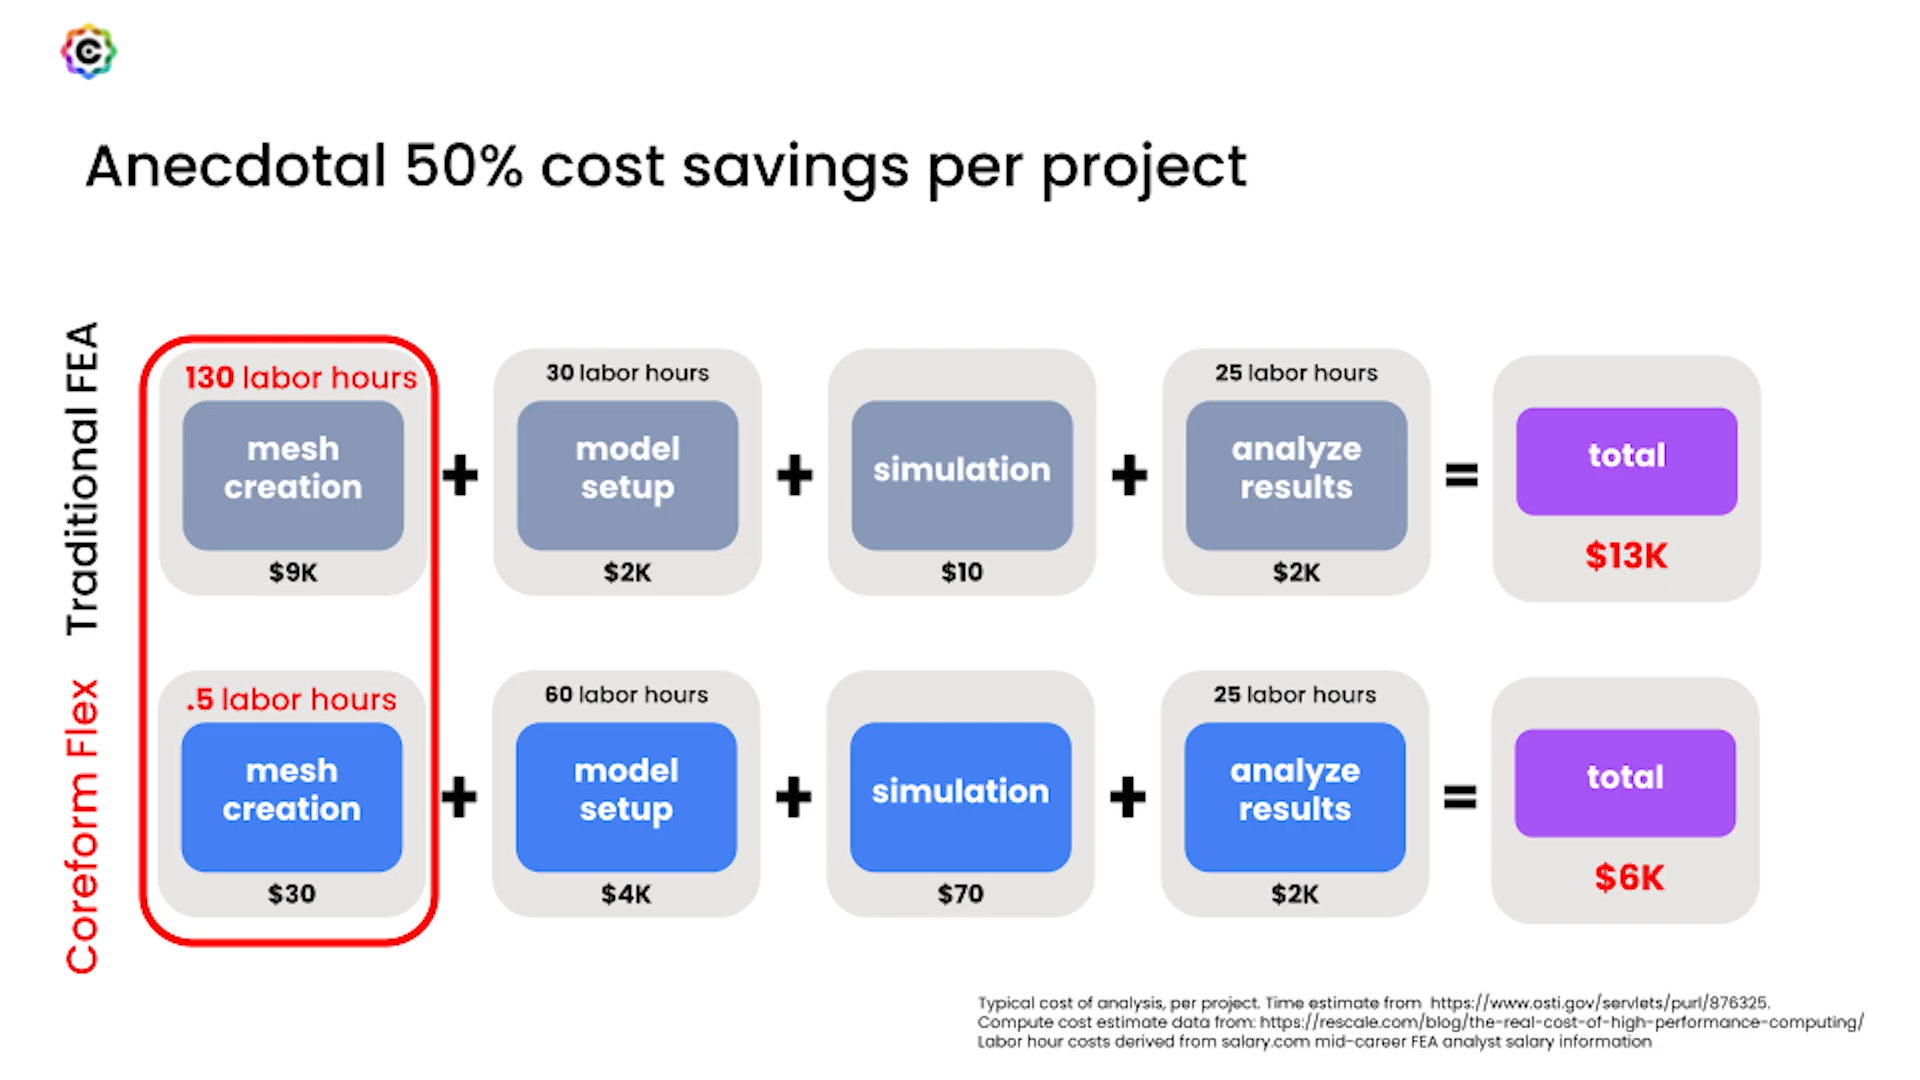 C
Anecdotal 50% cost savings per project
Traditional FEA
130 labor hours
mesh
creation
$9K
+
30 labor hours
model
setup
$2K
+
simulation
$10
+
25 labor hours
analyze
results
$2K
=
total
$13K
Coreform Flex
.5 labor hours
mesh
creation
$30
+
60 labor hours
model
setup
$4K
+
simulation
$70
+
25 labor hours
analyze
results
$2K
=
total
$6K
Typical cost of analysis, per project. Time estimate from https://www.osti.gov/servlets/purl/876325.
Compute cost estimate data from: https://rescale.com/blog/the-real-cost-of-high-performance-computing/
Labor hour costs derived from salary.com mid-career FEA analyst salary information